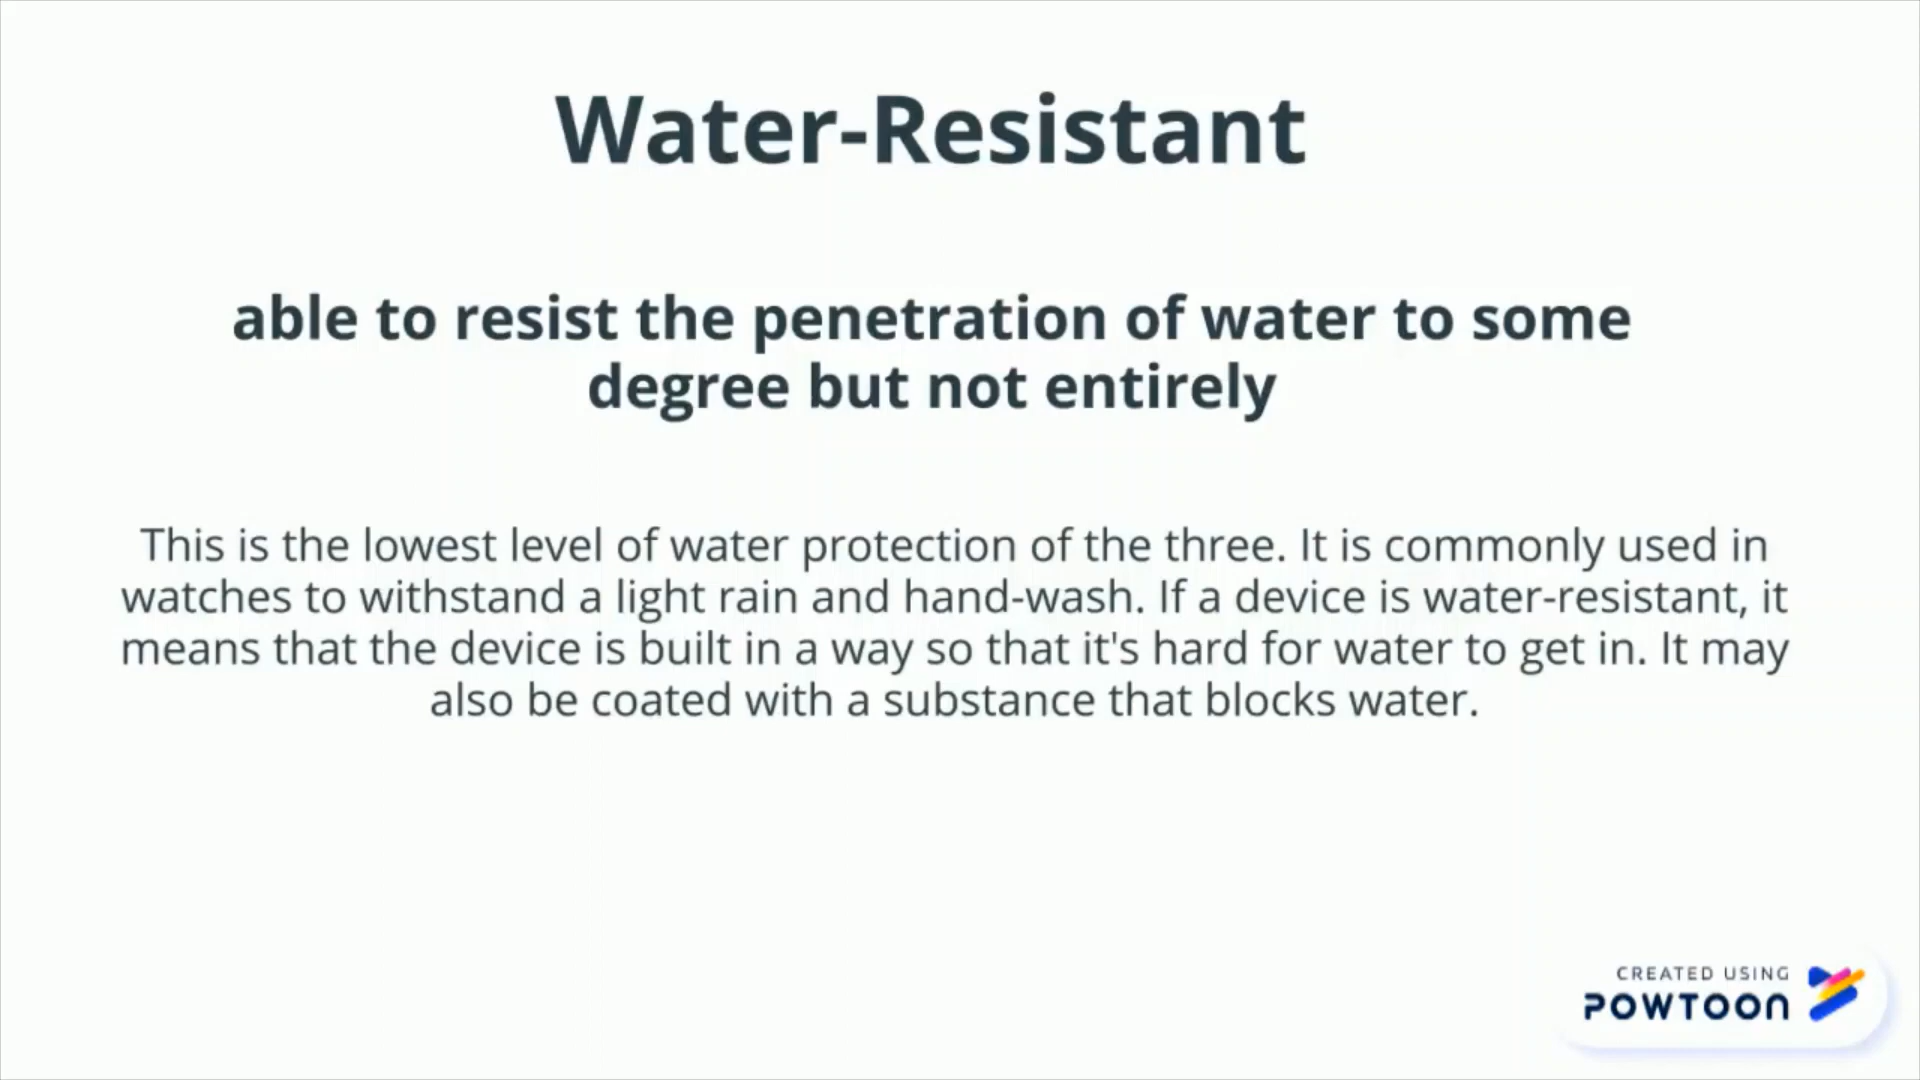 Water-Resistant
able to resist the penetration of water to some
degree but not entirely
This is the lowest level of water protection of the three. It is commonly used in
watches to withstand a light rain and hand-wash. If a device is water-resistant, it
means that the device is built in a way so that it's hard for water to get in. It may
also be coated with a substance that blocks water.
CREATED USING
POWTOON